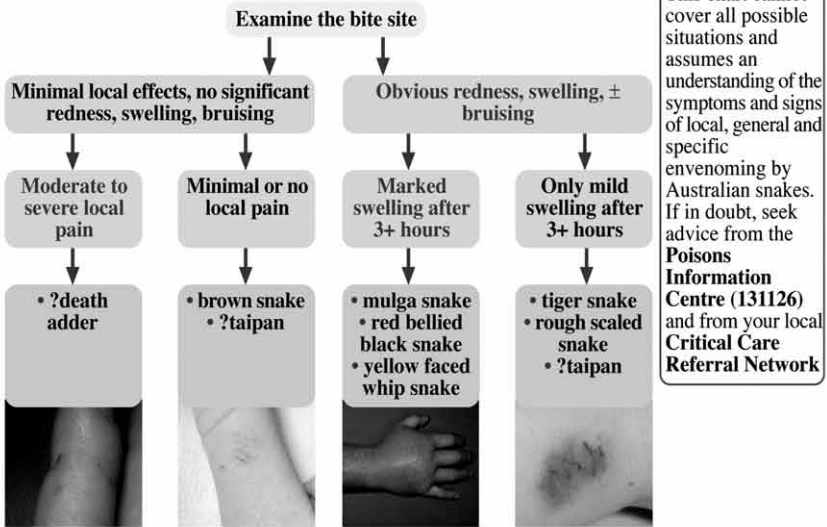 Examine the bite site
Minimal local effects, no significant
redness, swelling, bruising
Obvious redness, swelling, ±
bruising
Moderate to
severe local
pain
Minimal or no
local pain
Marked
swelling after
3+ hours
Only mild
swelling after
3+ hours
• ?death
adder
• brown snake
• ?taipan
• mulga snake
• red bellied
black snake
• yellow faced
whip snake
• tiger snake
• rough scaled
snake
• ?taipan
cover all possible
situations and
assumes an
understanding of the
symptoms and signs
of local, general and
specific
envenoming by
Australian snakes.
If in doubt, seek
advice from the
Poisons
Information
Centre (131126)
and from your local
Critical Care
Referral Network